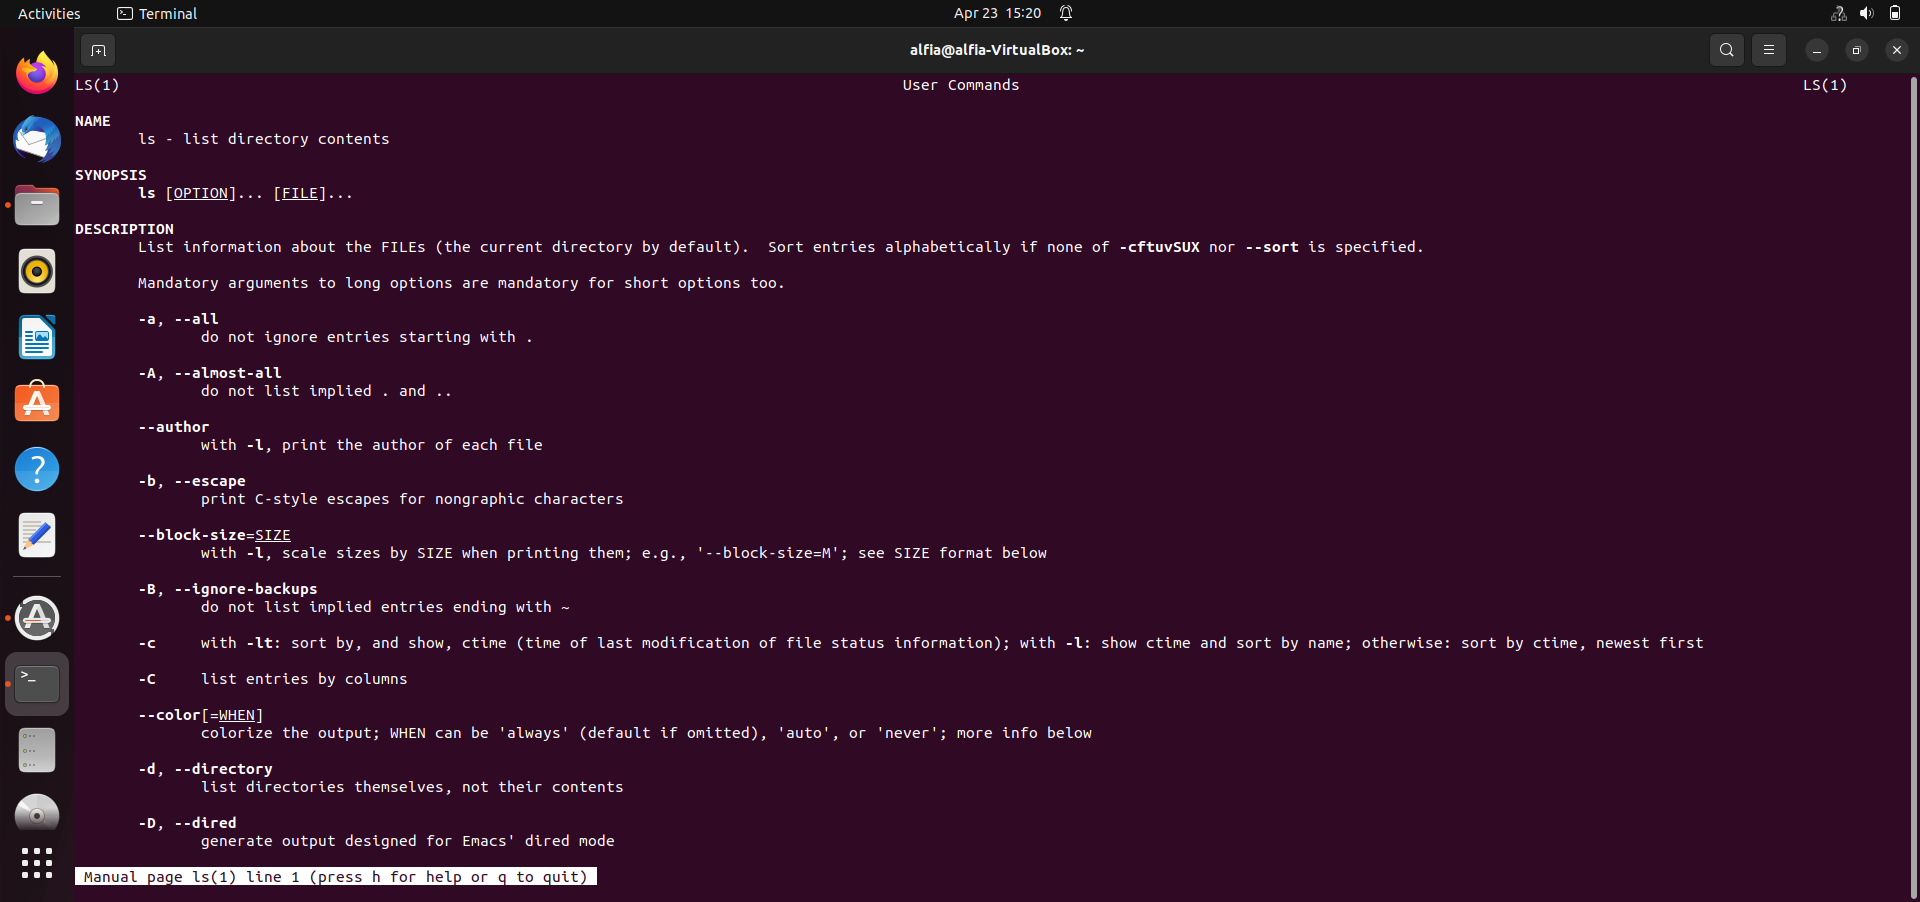 Activities Terminal Apr 23 15:20
alfia@alfia-VirtualBox: ~
LS(1) User Commands LS(1)
NAME
ls - list directory contents
SYNOPSIS
ls [OPTION]... [FILE]...
DESCRIPTION
List information about the FILEs (the current directory by default).  Sort entries alphabetically if none of -cftuvSUX nor --sort is specified.
Mandatory arguments to long options are mandatory for short options too.
-a, --all
do not ignore entries starting with .
-A, --almost-all
do not list implied . and ..
--author
with -l, print the author of each file
-b, --escape
print C-style escapes for nongraphic characters
--block-size=SIZE
with -l, scale sizes by SIZE when printing them; e.g., '--block-size=M'; see SIZE format below
-B, --ignore-backups
do not list implied entries ending with ~
-c with -lt: sort by, and show, ctime (time of last modification of file status information); with -l: show ctime and sort by name; otherwise: sort by ctime, newest first
-C list entries by columns
--color[=WHEN]
colorize the output; WHEN can be 'always' (default if omitted), 'auto', or 'never'; more info below
-d, --directory
list directories themselves, not their contents
-D, --dired
generate output designed for Emacs' dired mode
Manual page ls(1) line 1 (press h for help or q to quit)